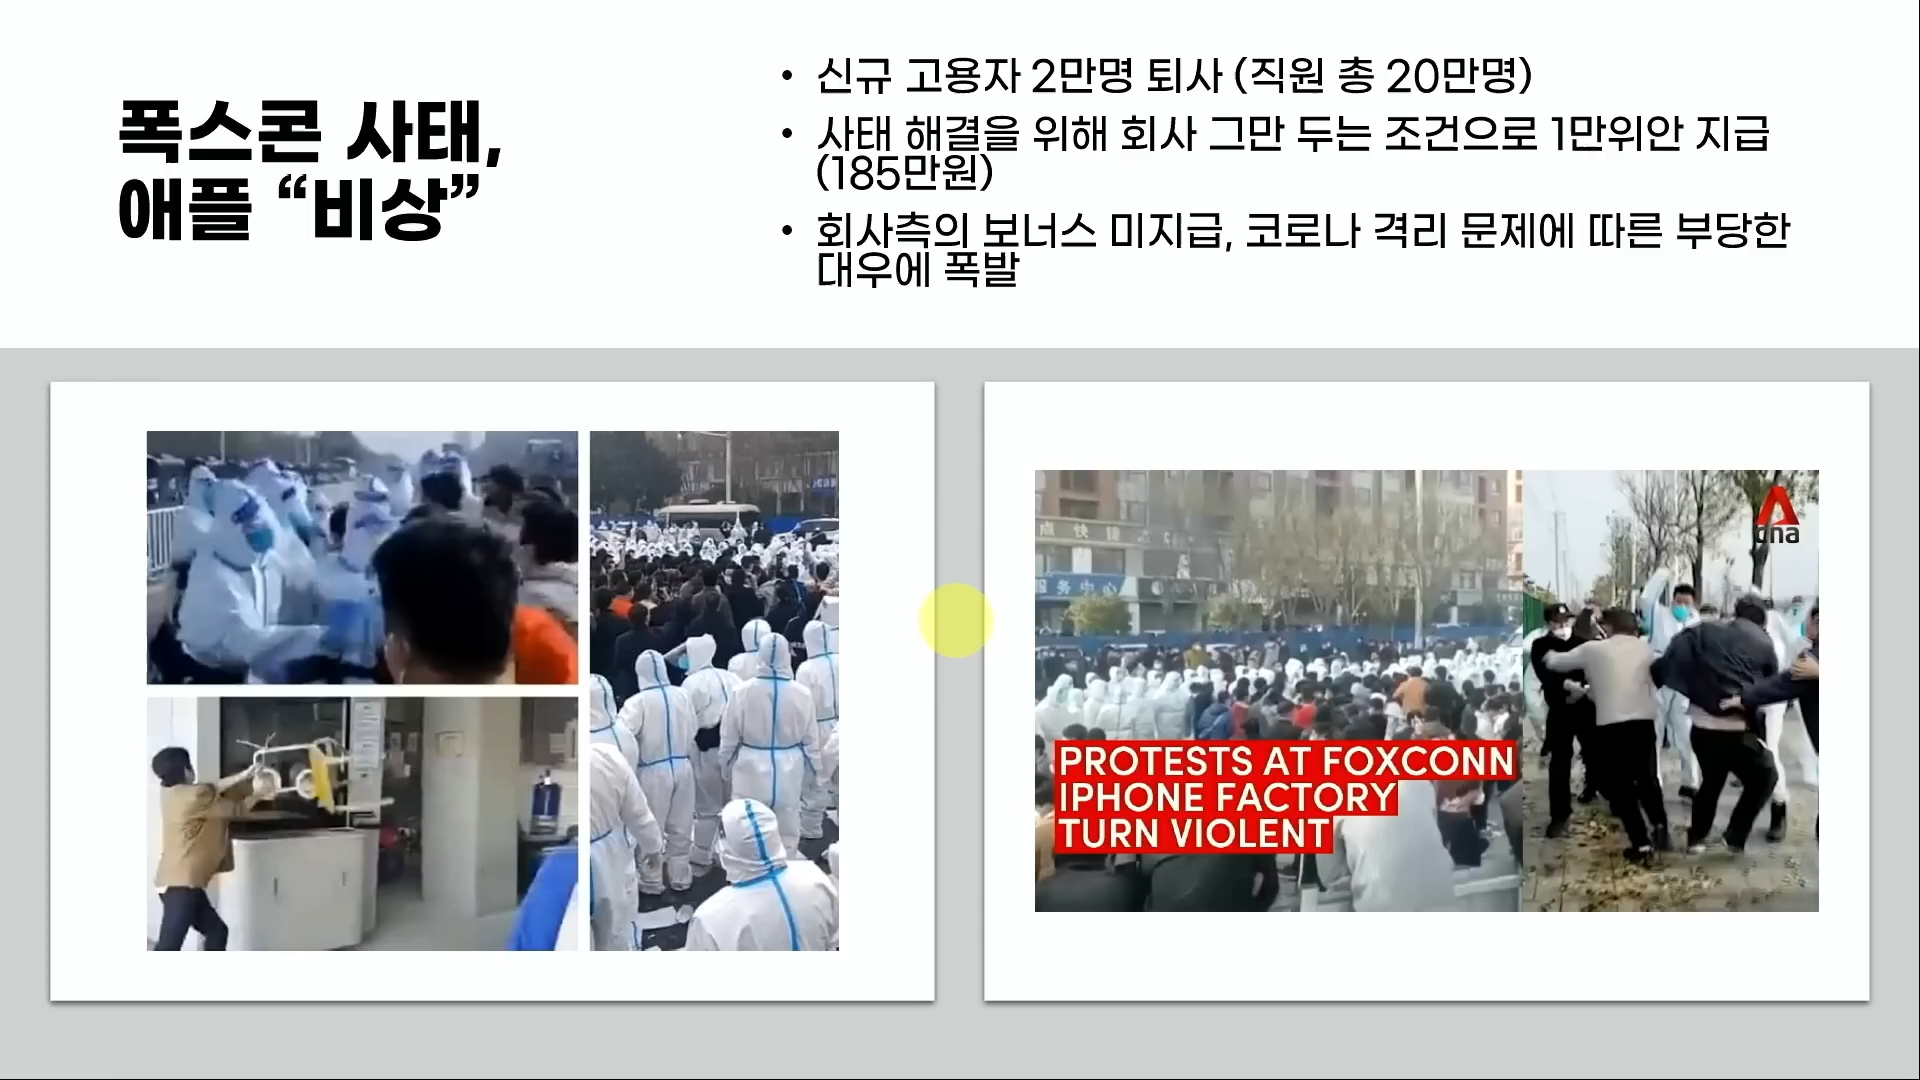 폭스콘 사태,
애플 “비상”
• 신규 고용자 2만명 퇴사 (직원 총 20만명)
• 사태 해결을 위해 회사 그만 두는 조건으로 1만위안 지급
(185만원)
• 회사측의 보너스 미지급, 코로나 격리 문제에 따른 부당한
대우에 폭발
cna
PROTESTS AT FOXCONN
IPHONE FACTORY
TURN VIOLENT